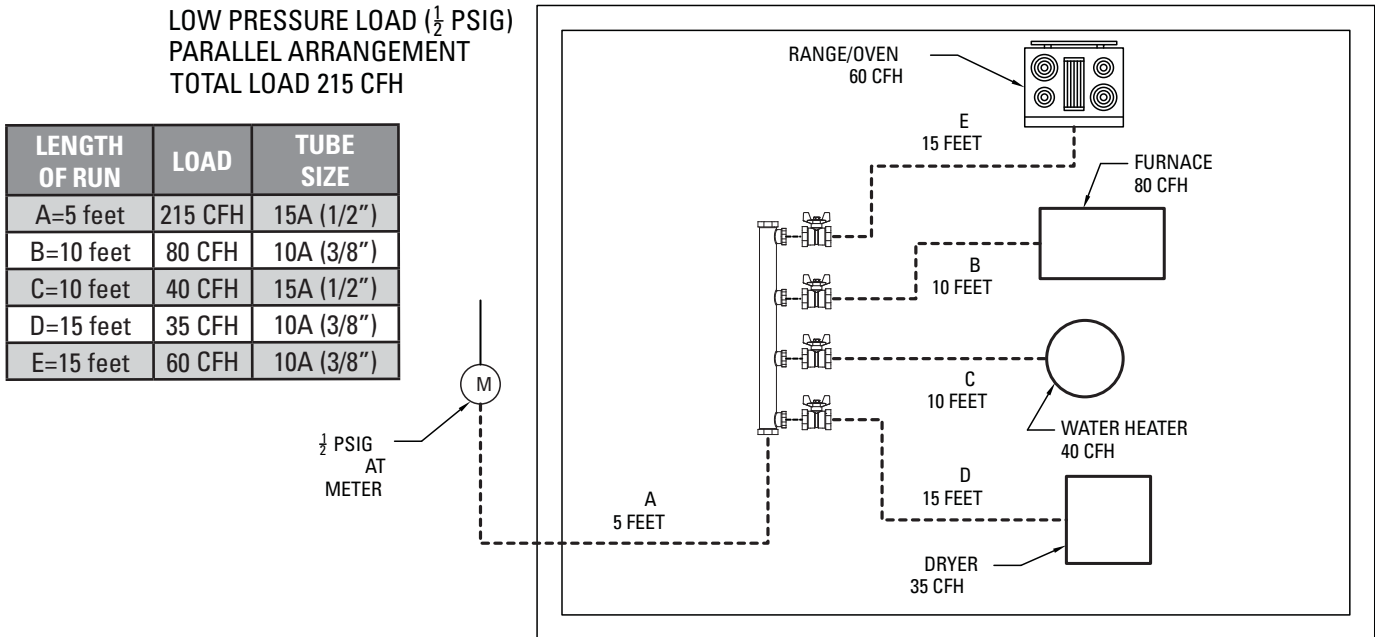 LOW PRESSURE LOAD (½ PSIG)
PARALLEL ARRANGEMENT
TOTAL LOAD 215 CFH
LENGTH OF RUN LOAD TUBE SIZE
A=5 feet 215 CFH 15A (1/2”)
B=10 feet 80 CFH 10A (3/8”)
C=10 feet 40 CFH 15A (1/2”)
D=15 feet 35 CFH 10A (3/8”)
E=15 feet 60 CFH 10A (3/8”)
M
½ PSIG
AT
METER
A
5 FEET
RANGE/OVEN
60 CFH
E
15 FEET
FURNACE
80 CFH
B
10 FEET
C
10 FEET
WATER HEATER
40 CFH
D
15 FEET
DRYER
35 CFH